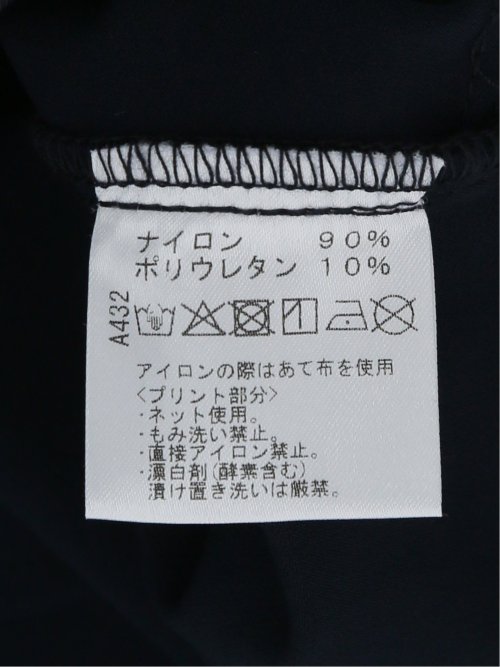 ナイロン 90%
ポリウレタン 10%
A432
アイロンの際はあて布を使用
〈プリント部分〉
・ネット使用。
・もみ洗い禁止。
・直接アイロン禁止。
・漂白剤(酵素含む)
漬け置き洗いは厳禁。